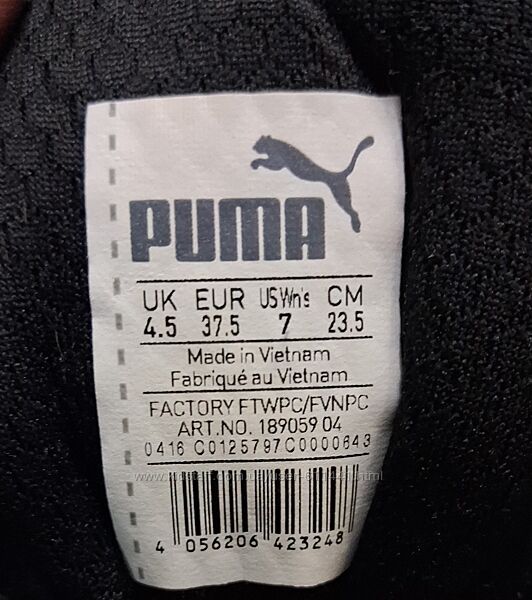 PUMA
UK EUR US Wn's CM
4.5 37.5 7 23.5
Made in Vietnam
Fabriqué au Vietnam
FACTORY FTWPC/FVNPC
ART.NO. 189059 04
0416 C0125797C0000643
4 056206 423248